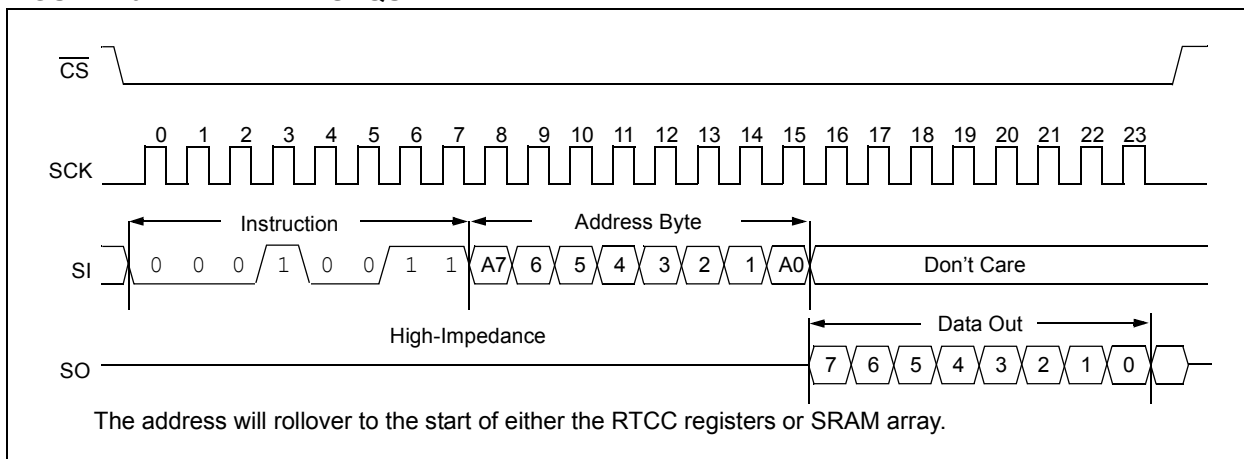 CS
0 1 2 3 4 5 6 7 8 9 10 11 12 13 14 15 16 17 18 19 20 21 22 23
SCK
Instruction
Address Byte
SI
0 0 0 1 0 0 1 1 A7 6 5 4 3 2 1 A0
Don't Care
Data Out
High-Impedance
SO
7 6 5 4 3 2 1 0
The address will rollover to the start of either the RTCC registers or SRAM array.